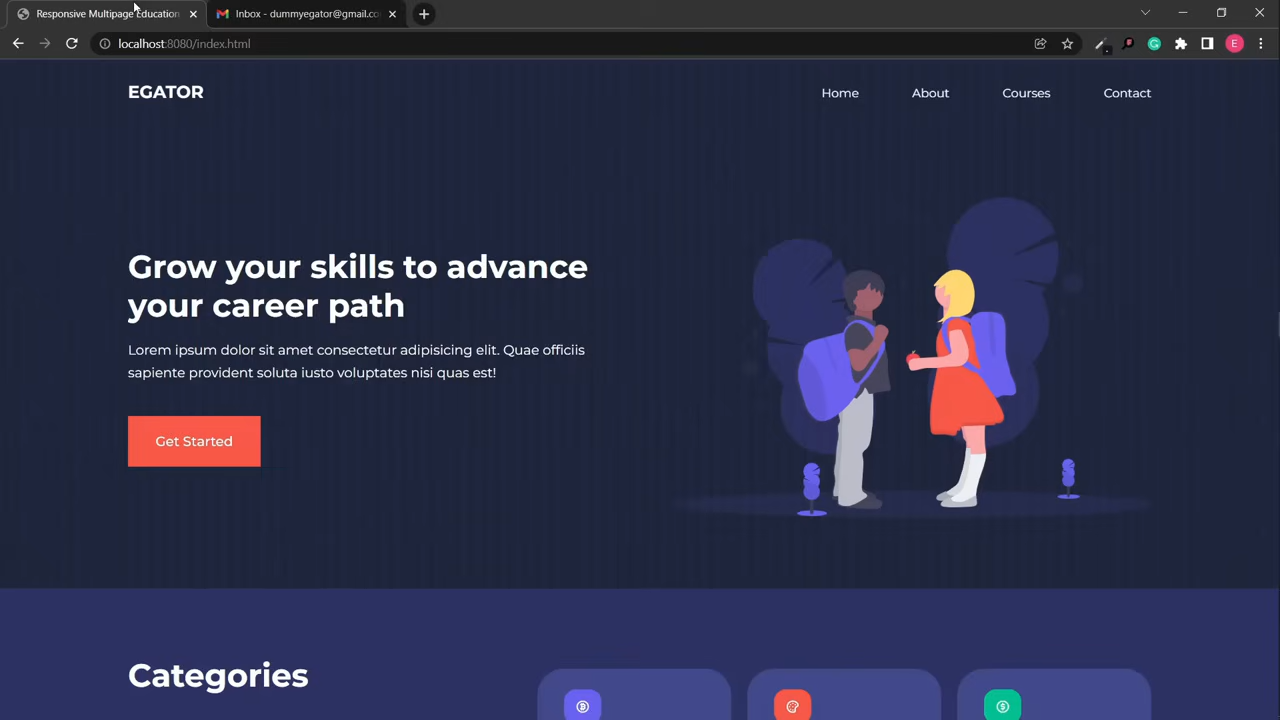 Responsive Multipage Education
Inbox - dummyegator@gmail.co
localhost:8080/index.html
E
EGATOR
Home
About
Courses
Contact
Grow your skills to advance
your career path
Lorem ipsum dolor sit amet consectetur adipisicing elit. Quae officiis
sapiente provident soluta iusto voluptates nisi quas est!
Get Started
Categories